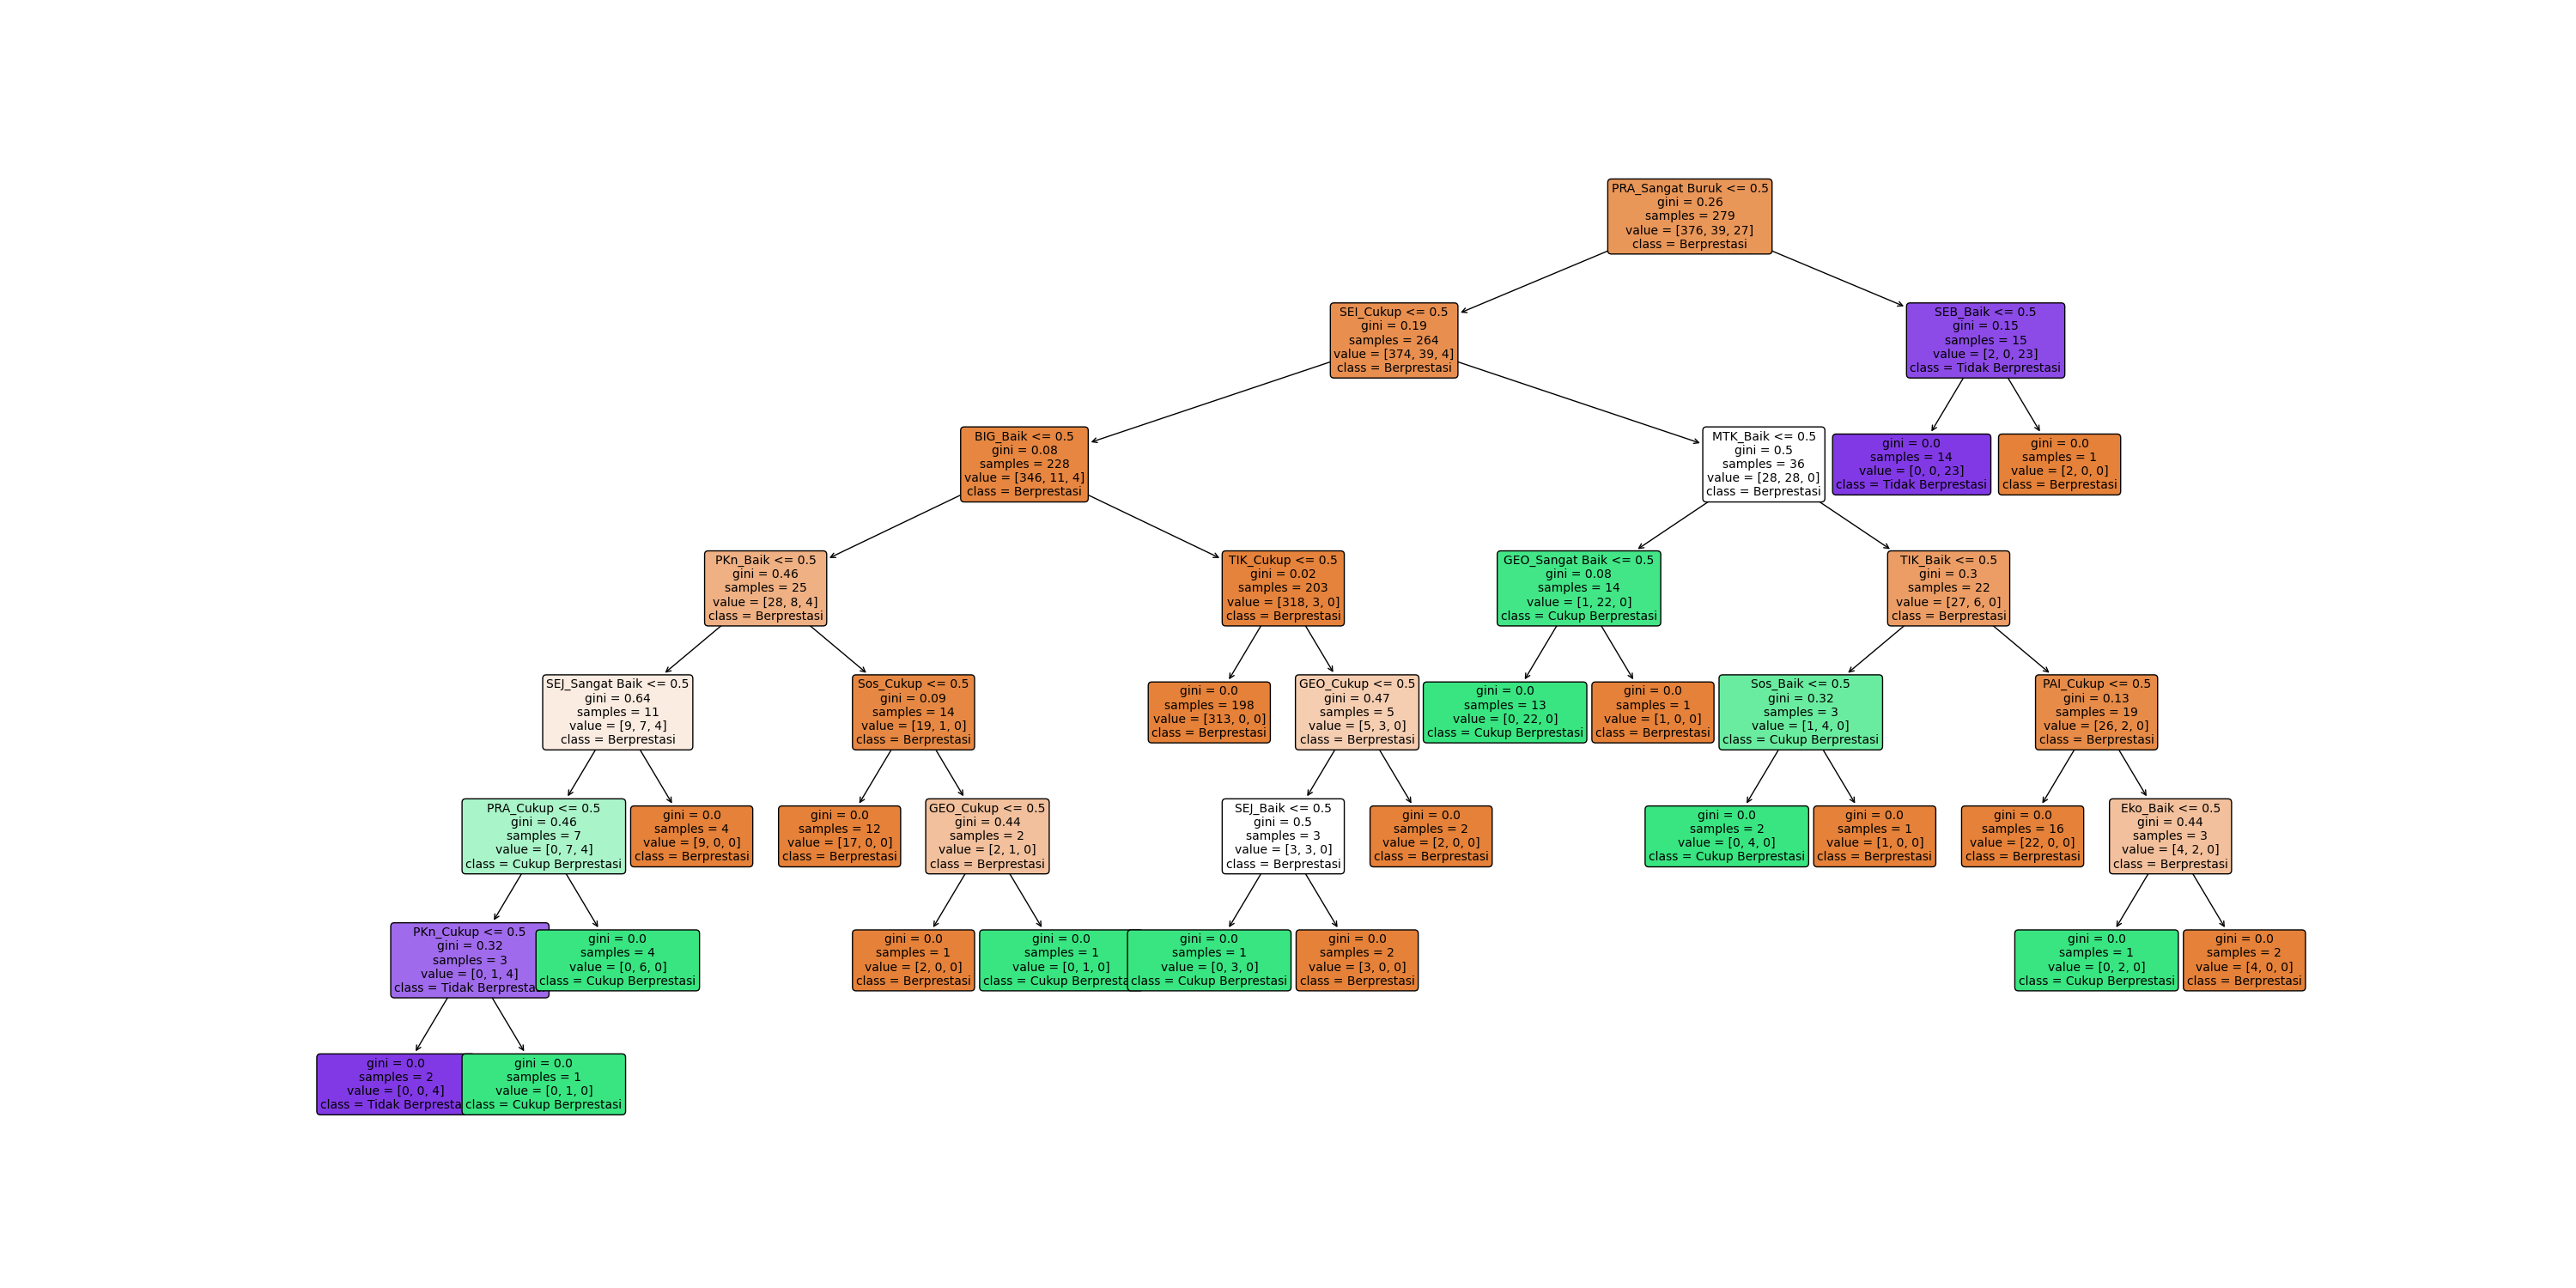 PRA_Sangat Buruk <= 0.5
gini = 0.26
samples = 279
value = [376, 39, 27]
class = Berprestasi
SEI_Cukup <= 0.5
gini = 0.19
samples = 264
value = [374, 39, 4]
class = Berprestasi
SEB_Baik <= 0.5
gini = 0.15
samples = 15
value = [2, 0, 23]
class = Tidak Berprestasi
BIG_Baik <= 0.5
gini = 0.08
samples = 228
value = [346, 11, 4]
class = Berprestasi
MTK_Baik <= 0.5
gini = 0.5
samples = 36
value = [28, 28, 0]
class = Berprestasi
gini = 0.0
samples = 14
value = [0, 0, 23]
class = Tidak Berprestasi
gini = 0.0
samples = 1
value = [2, 0, 0]
class = Berprestasi
PKn_Baik <= 0.5
gini = 0.46
samples = 25
value = [28, 8, 4]
class = Berprestasi
TIK_Cukup <= 0.5
gini = 0.02
samples = 203
value = [318, 3, 0]
class = Berprestasi
GEO_Sangat Baik <= 0.5
gini = 0.08
samples = 14
value = [1, 22, 0]
class = Cukup Berprestasi
TIK_Baik <= 0.5
gini = 0.3
samples = 22
value = [27, 6, 0]
class = Berprestasi
SEJ_Sangat Baik <= 0.5
gini = 0.64
samples = 11
value = [9, 7, 4]
class = Berprestasi
Sos_Cukup <= 0.5
gini = 0.09
samples = 14
value = [19, 1, 0]
class = Berprestasi
gini = 0.0
samples = 198
value = [313, 0, 0]
class = Berprestasi
GEO_Cukup <= 0.5
gini = 0.47
samples = 5
value = [5, 3, 0]
class = Berprestasi
gini = 0.0
samples = 13
value = [0, 22, 0]
class = Cukup Berprestasi
gini = 0.0
samples = 1
value = [1, 0, 0]
class = Berprestasi
Sos_Baik <= 0.5
gini = 0.32
samples = 3
value = [1, 4, 0]
class = Cukup Berprestasi
PAI_Cukup <= 0.5
gini = 0.13
samples = 19
value = [26, 2, 0]
class = Berprestasi
PRA_Cukup <= 0.5
gini = 0.46
samples = 7
value = [0, 7, 4]
class = Cukup Berprestasi
gini = 0.0
samples = 4
value = [9, 0, 0]
class = Berprestasi
gini = 0.0
samples = 12
value = [17, 0, 0]
class = Berprestasi
GEO_Cukup <= 0.5
gini = 0.44
samples = 2
value = [2, 1, 0]
class = Berprestasi
SEJ_Baik <= 0.5
gini = 0.5
samples = 3
value = [3, 3, 0]
class = Berprestasi
gini = 0.0
samples = 2
value = [2, 0, 0]
class = Berprestasi
gini = 0.0
samples = 2
value = [0, 4, 0]
class = Cukup Berprestasi
gini = 0.0
samples = 1
value = [1, 0, 0]
class = Berprestasi
gini = 0.0
samples = 16
value = [22, 0, 0]
class = Berprestasi
Eko_Baik <= 0.5
gini = 0.44
samples = 3
value = [4, 2, 0]
class = Berprestasi
PKn_Cukup <= 0.5
gini = 0.32
samples = 3
value = [0, 1, 4]
class = Tidak Berpresta
gini = 0.0
samples = 4
value = [0, 6, 0]
class = Cukup Berprestasi
gini = 0.0
samples = 1
value = [2, 0, 0]
class = Berprestasi
gini = 0.0
samples = 1
value = [0, 1, 0]
class = Cukup Berpresta
gini = 0.0
samples = 1
value = [0, 3, 0]
class = Cukup Berprestasi
gini = 0.0
samples = 2
value = [3, 0, 0]
class = Berprestasi
gini = 0.0
samples = 1
value = [0, 2, 0]
class = Cukup Berprestasi
gini = 0.0
samples = 2
value = [4, 0, 0]
class = Berprestasi
gini = 0.0
samples = 2
value = [0, 0, 4]
class = Tidak Berpresta
gini = 0.0
samples = 1
value = [0, 1, 0]
class = Cukup Berprestasi